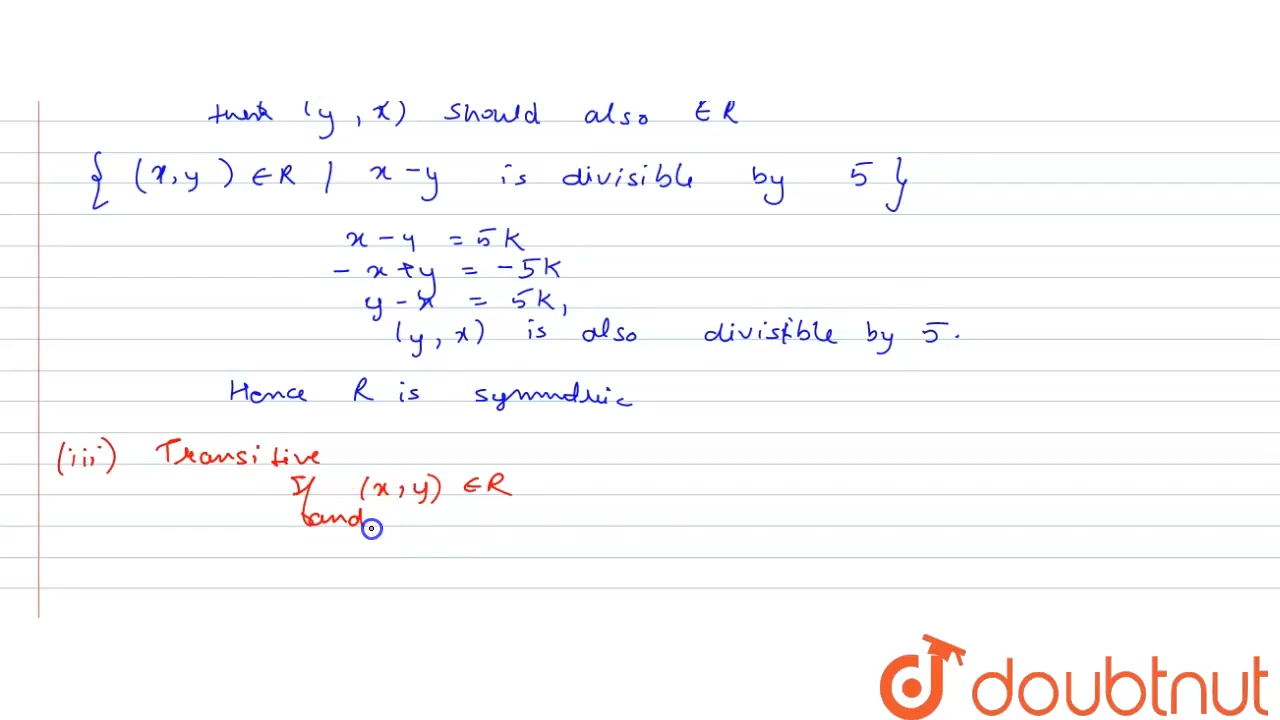 then (y, x) should also ∈ R
{ (x, y) ∈ R | x - y is divisible by 5 }
x - y = 5K
- x + y = - 5K
y - x = 5K,
(y, x) is also divisible by 5.
Hence R is symmetric
(iii) Transitive
If (x, y) ∈ R
and
doubtnut